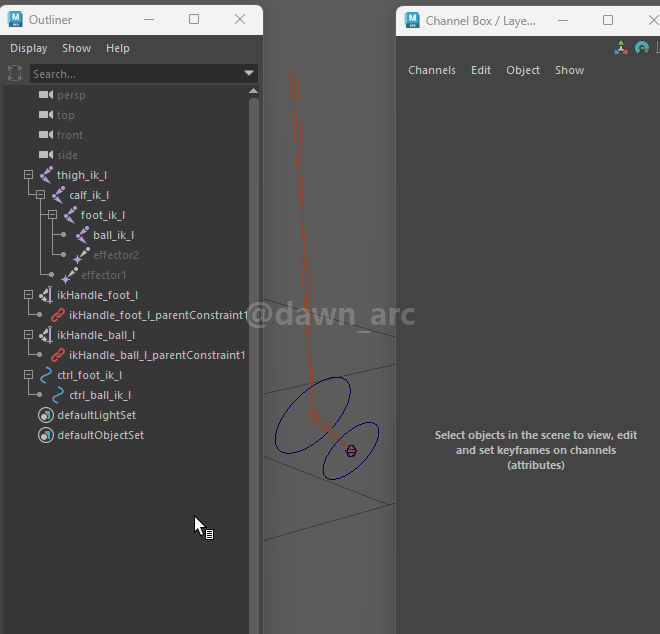 Outliner
Display Show Help
Search...
persp
top
front
side
thigh_ik_l
calf_ik_l
foot_ik_l
ball_ik_l
effector2
effector1
ikHandle_foot_l
ikHandle_foot_l_parentConstraint1
ikHandle_ball_l
ikHandle_ball_l_parentConstraint1
ctrl_foot_ik_l
ctrl_ball_ik_l
defaultLightSet
defaultObjectSet
@dawn_arc
Channel Box / Laye...
Channels Edit Object Show
Select objects in the scene to view, edit
and set keyframes on channels
(attributes)